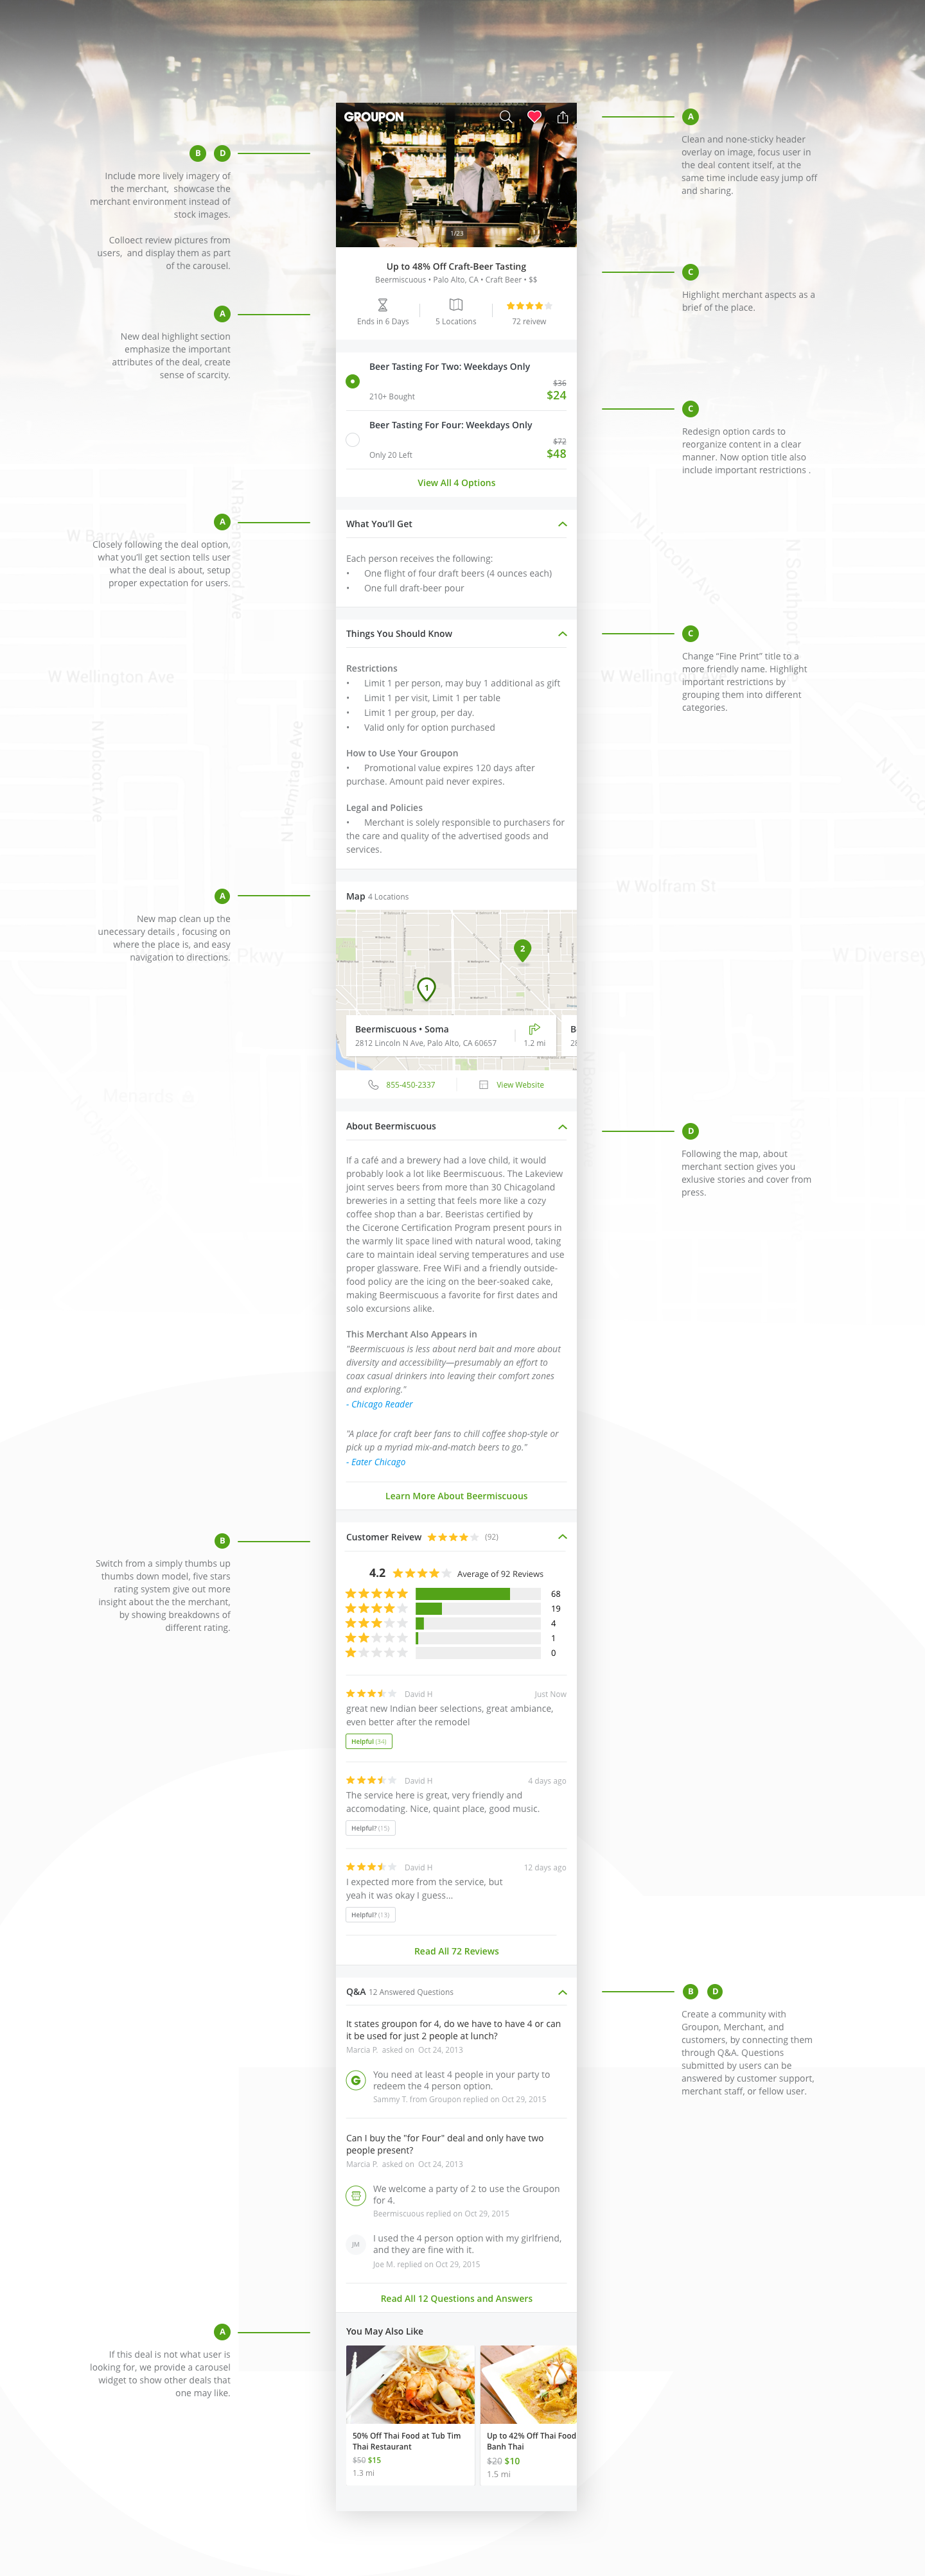 GROUPON
1/23
B D
Include more lively imagery of
the merchant, showcase the
merchant environment instead of
stock images.
Colloect review pictures from
users, and display them as part
of the carousel.
A
Clean and none-sticky header
overlay on image, focus user in
the deal content itself, at the
same time include easy jump off
and sharing.
Up to 48% Off Craft-Beer Tasting
Beermiscuous • Palo Alto, CA • Craft Beer • $$
Ends in 6 Days
5 Locations
72 reivew
C
Highlight merchant aspects as a
brief of the place.
A
New deal highlight section
emphasize the important
attributes of the deal, create
sense of scarcity.
Beer Tasting For Two: Weekdays Only
$36
210+ Bought
$24
Beer Tasting For Four: Weekdays Only
$72
Only 20 Left
$48
View All 4 Options
C
Redesign option cards to
reorganize content in a clear
manner. Now option title also
include important restrictions .
A
Closely following the deal option,
what you'll get section tells user
what the deal is about, setup
proper expectation for users.
What You'll Get
Each person receives the following:
• One flight of four draft beers (4 ounces each)
• One full draft-beer pour
Things You Should Know
Restrictions
• Limit 1 per person, may buy 1 additional as gift
• Limit 1 per visit, Limit 1 per table
• Limit 1 per group, per day.
• Valid only for option purchased
How to Use Your Groupon
• Promotional value expires 120 days after
purchase. Amount paid never expires.
Legal and Policies
• Merchant is solely responsible to purchasers for
the care and quality of the advertised goods and
services.
C
Change "Fine Print" title to a
more friendly name. Highlight
important restrictions by
grouping them into different
categories.
N Ravenswood Ave
W Barry Ave
N Lincoln Ave
N Southport
W Wellington Ave
W Wellington Ave
N Wolcott Ave
N Hermitage Ave
N Linco
W Wolfram St
Pkwy
W Diversey
Menards
A
New map clean up the
unecessary details , focusing on
where the place is, and easy
navigation to directions.
Map 4 Locations
2
1
Beermiscuous • Soma
2812 Lincoln N Ave, Palo Alto, CA 60657
1.2 mi
B
28
855-450-2337
View Website
About Beermiscuous
If a café and a brewery had a love child, it would
probably look a lot like Beermiscuous. The Lakeview
joint serves beers from more than 30 Chicagoland
breweries in a setting that feels more like a cozy
coffee shop than a bar. Beeristas certified by
the Cicerone Certification Program present pours in
the warmly lit space lined with natural wood, taking
care to maintain ideal serving temperatures and use
proper glassware. Free WiFi and a friendly outside-
food policy are the icing on the beer-soaked cake,
making Beermiscuous a favorite for first dates and
solo excursions alike.
This Merchant Also Appears in
"Beermiscuous is less about nerd bait and more about
diversity and accessibility—presumably an effort to
coax casual drinkers into leaving their comfort zones
and exploring."
- Chicago Reader
"A place for craft beer fans to chill coffee shop-style or
pick up a myriad mix-and-match beers to go."
- Eater Chicago
Learn More About Beermiscuous
D
Following the map, about
merchant section gives you
exlusive stories and cover from
press.
B
Switch from a simply thumbs up
thumbs down model, five stars
rating system give out more
insight about the the merchant,
by showing breakdowns of
different rating.
Customer Reivew (92)
4.2 Average of 92 Reviews
68
19
4
1
0
David H
Just Now
great new Indian beer selections, great ambiance,
even better after the remodel
Helpful (34)
David H
4 days ago
The service here is great, very friendly and
accomodating. Nice, quaint place, good music.
Helpful? (15)
David H
12 days ago
I expected more from the service, but
yeah it was okay I guess...
Helpful? (13)
Read All 72 Reviews
Q&A 12 Answered Questions
It states groupon for 4, do we have to have 4 or can
it be used for just 2 people at lunch?
Marcia P. asked on Oct 24, 2013
G
You need at least 4 people in your party to
redeem the 4 person option.
Sammy T. from Groupon replied on Oct 29, 2015
Can I buy the "for Four" deal and only have two
people present?
Marcia P. asked on Oct 24, 2013
We welcome a party of 2 to use the Groupon
for 4.
Beermiscuous replied on Oct 29, 2015
JM
I used the 4 person option with my girlfriend,
and they are fine with it.
Joe M. replied on Oct 29, 2015
Read All 12 Questions and Answers
B D
Create a community with
Groupon, Merchant, and
customers, by connecting them
through Q&A. Questions
submitted by users can be
answered by customer support,
merchant staff, or fellow user.
A
If this deal is not what user is
looking for, we provide a carousel
widget to show other deals that
one may like.
You May Also Like
50% Off Thai Food at Tub Tim
Thai Restaurant
$50 $15
1.3 mi
Up to 42% Off Thai Food
Banh Thai
$20 $10
1.5 mi